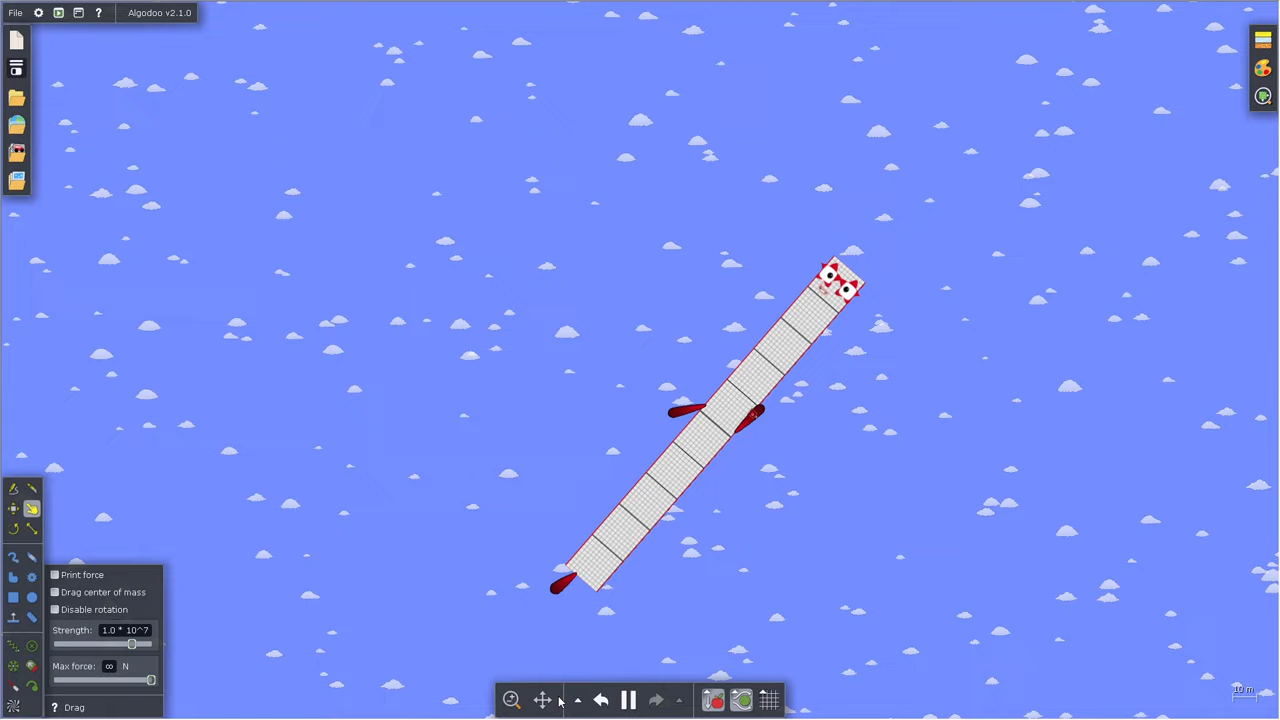 File ? Algodoo v2.1.0
Print force
Drag center of mass
Disable rotation
Strength: 1.0 * 10^7
Max force: ∞ N
? Drag
10 m